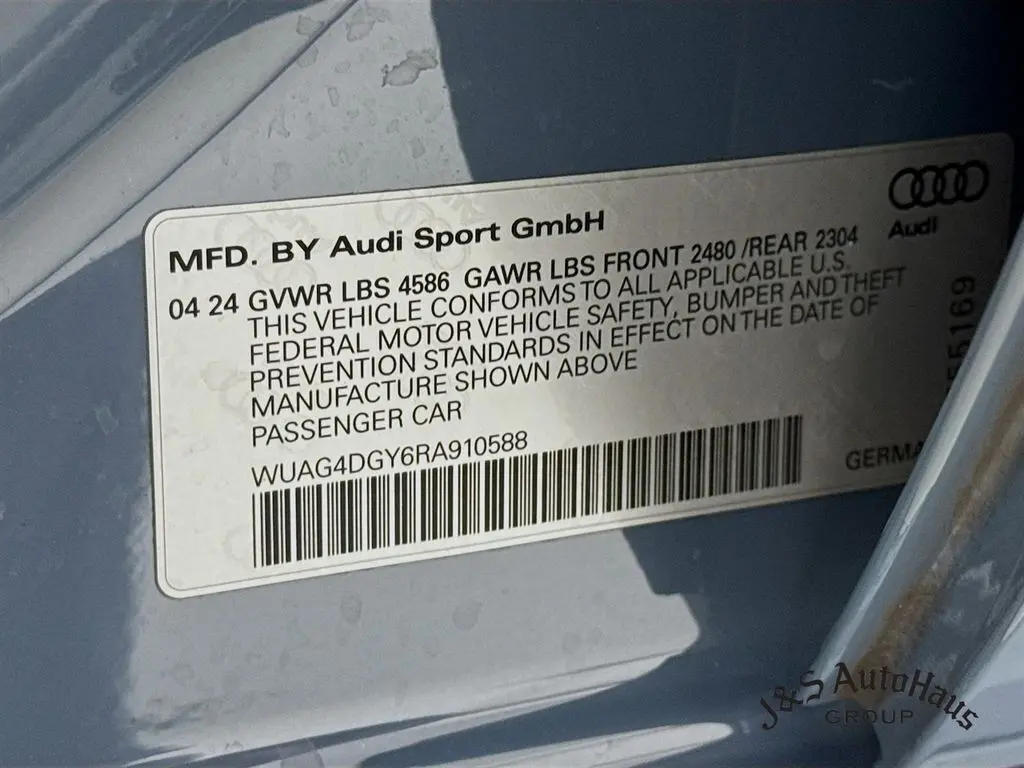 Audi
MFD. BY Audi Sport GmbH
04 24 GVWR LBS 4586 GAWR LBS FRONT 2480 /REAR 2304
THIS VEHICLE CONFORMS TO ALL APPLICABLE U.S.
FEDERAL MOTOR VEHICLE SAFETY, BUMPER AND THEFT
PREVENTION STANDARDS IN EFFECT ON THE DATE OF
MANUFACTURE SHOWN ABOVE
PASSENGER CAR
WUAG4DGY6RA910588
J&S AutoHaus
GROUP